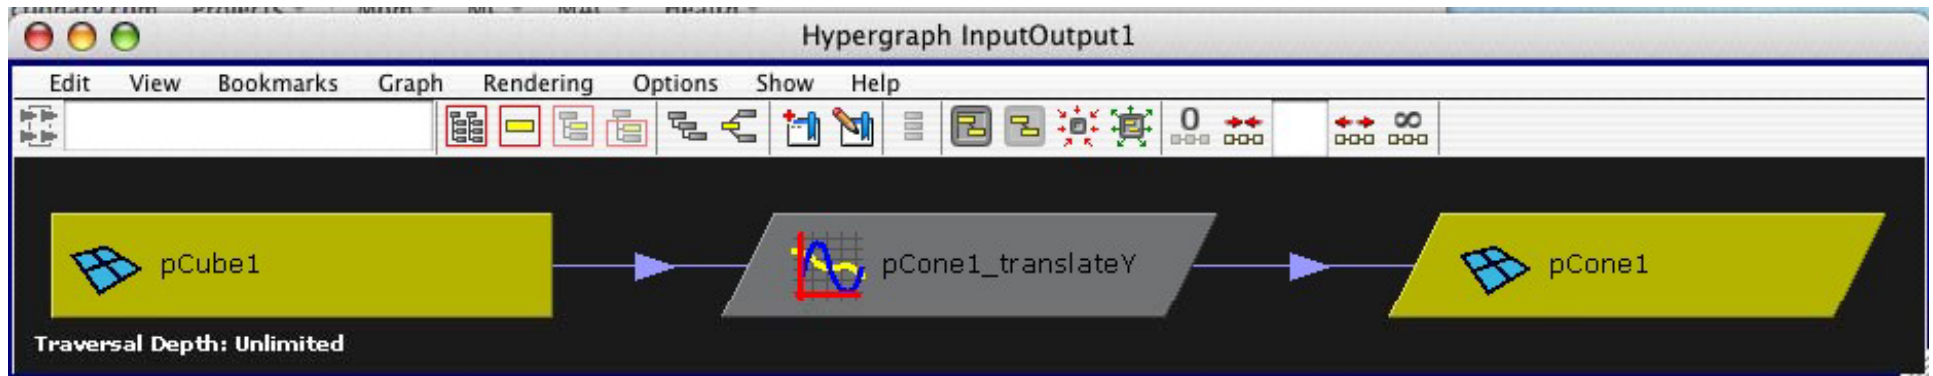 Hypergraph InputOutput1
Edit View Bookmarks Graph Rendering Options Show Help
0 ∞
pCube1 pCone1_translateY pCone1
Traversal Depth: Unlimited